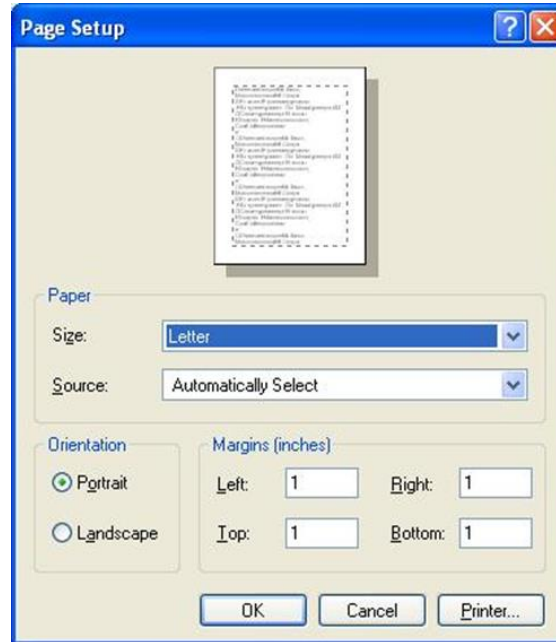 Page Setup
Paper
Size: Letter
Source: Automatically Select
Orientation
Margins (inches)
Portrait
Left: 1 Right: 1
Landscape
Top: 1 Bottom: 1
OK Cancel Printer...